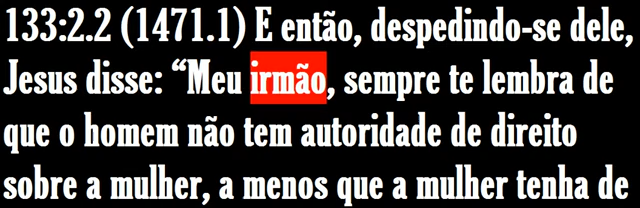 133:2.2 (1471.1) E então, despedindo-se dele,
Jesus disse: “Meu irmão, sempre te lembra de
que o homem não tem autoridade de direito
sobre a mulher, a menos que a mulher tenha de